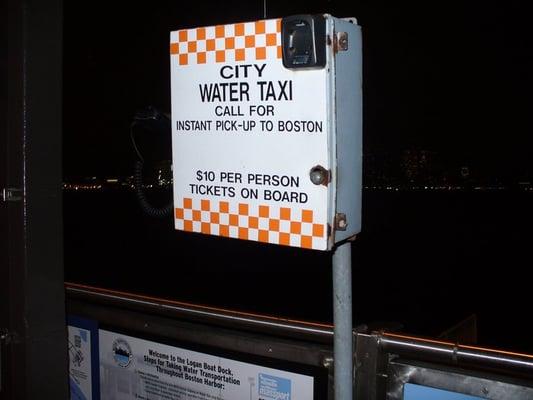 CITY
WATER TAXI
CALL FOR
INSTANT PICK-UP TO BOSTON
$10 PER PERSON
TICKETS ON BOARD
Welcome to the Logan Boat Dock.
Steps for Taking Water Transportation
Throughout Boston Harbor: